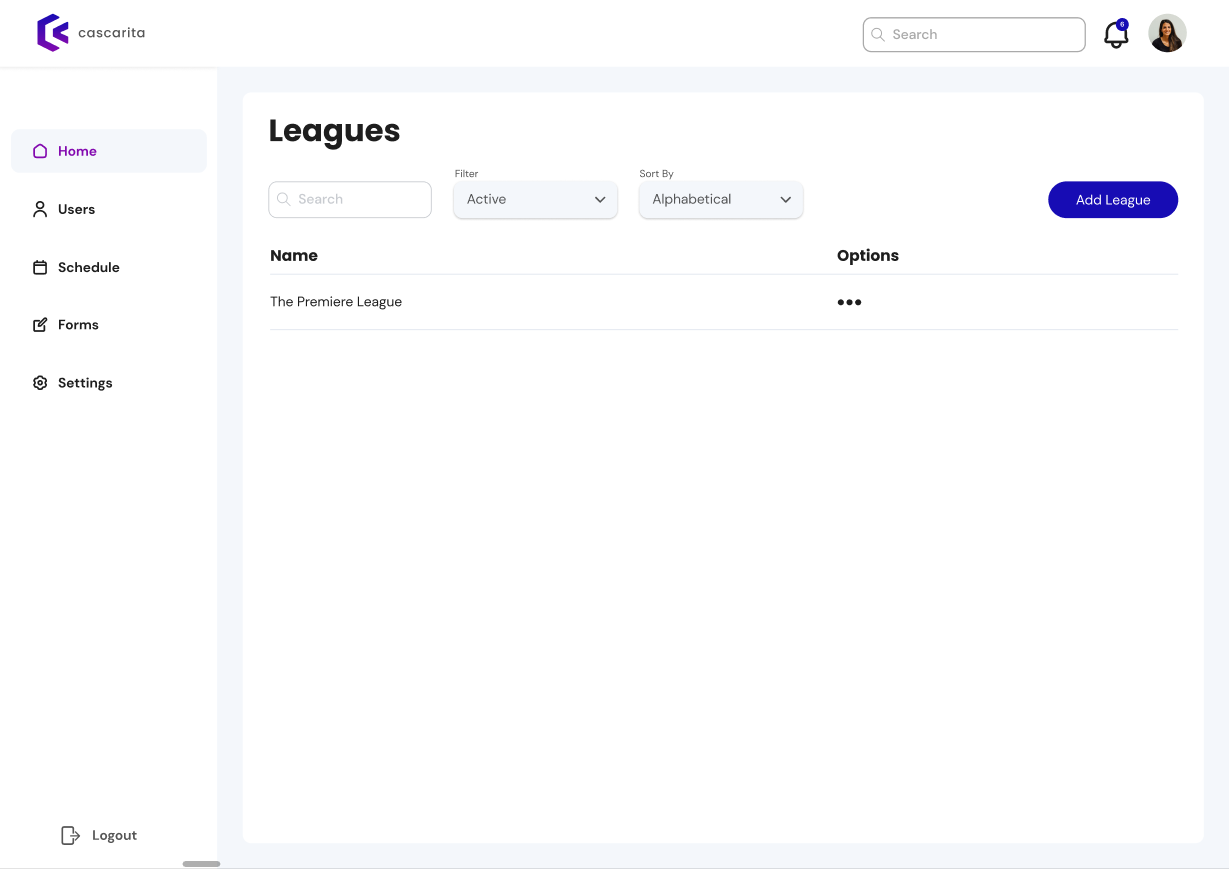 cascarita
Search
6
Home
Users
Schedule
Forms
Settings
Logout
Leagues
Search
Filter
Active
Sort By
Alphabetical
Add League
Name Options
The Premiere League